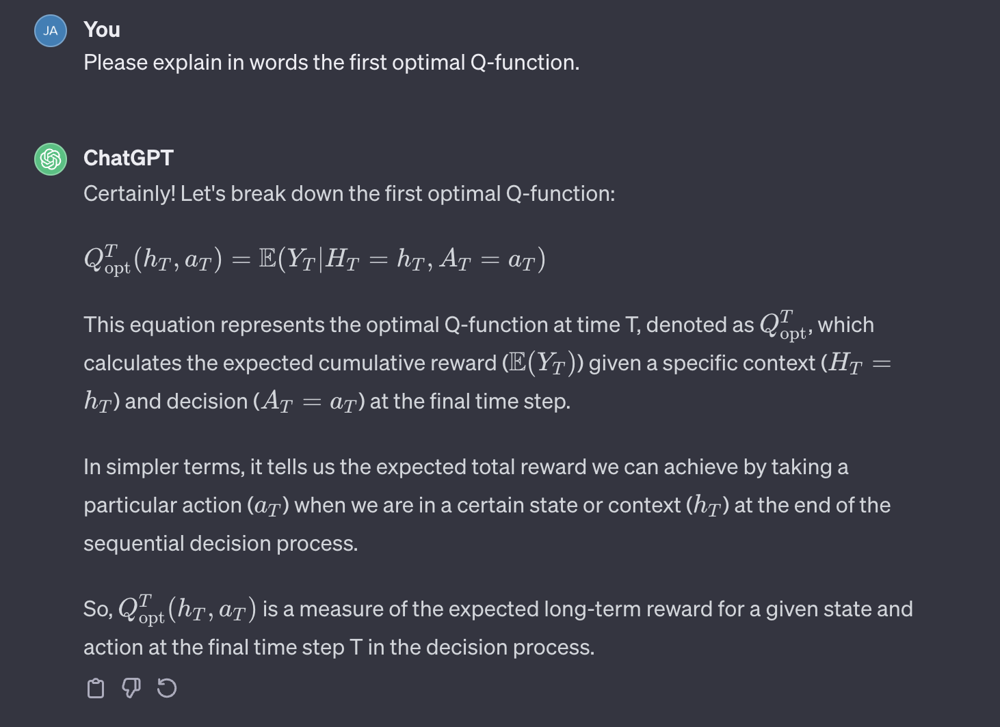 JA
You
Please explain in words the first optimal Q-function.
ChatGPT
Certainly! Let's break down the first optimal Q-function:
$Q_{\text{opt}}^{T}(h_T, a_T) = \mathbb{E}(Y_T | H_T = h_T, A_T = a_T)$
This equation represents the optimal Q-function at time T, denoted as $Q_{\text{opt}}^{T}$, which
calculates the expected cumulative reward ($\mathbb{E}(Y_T)$) given a specific context ($H_T =$
$h_T$) and decision ($A_T = a_T$) at the final time step.
In simpler terms, it tells us the expected total reward we can achieve by taking a
particular action ($a_T$) when we are in a certain state or context ($h_T$) at the end of the
sequential decision process.
So, $Q_{\text{opt}}^{T}(h_T, a_T)$ is a measure of the expected long-term reward for a given state and
action at the final time step T in the decision process.